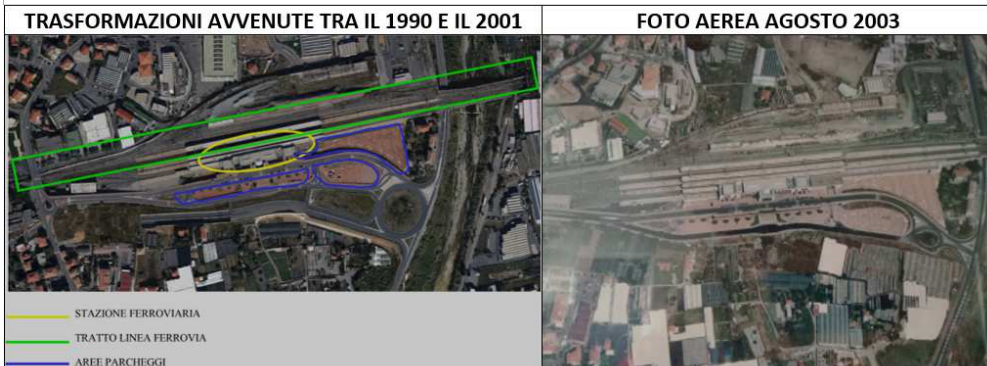 TRASFORMAZIONI AVVENUTE TRA IL 1990 E IL 2001
FOTO AEREA AGOSTO 2003
STAZIONE FERROVIARIA
TRATTO LINEA FERROVIA
AREE PARCHEGGI